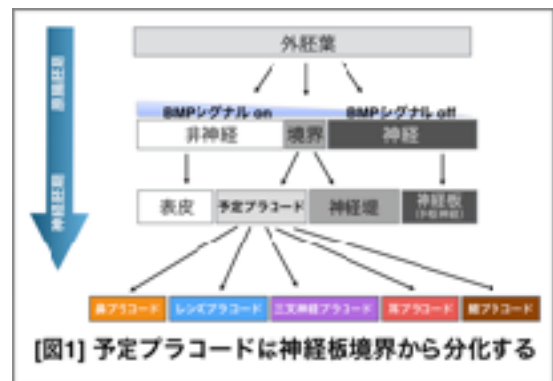 外胚葉
BMPシグナル on BMPシグナル off
非神経 境界 神経
表皮 予定プラコード 神経堤 神経板
鼻プラコード レンズプラコード 三叉神経プラコード 耳プラコード 鰓プラコード
神経胚期
[図1] 予定プラコードは神経板境界から分化する